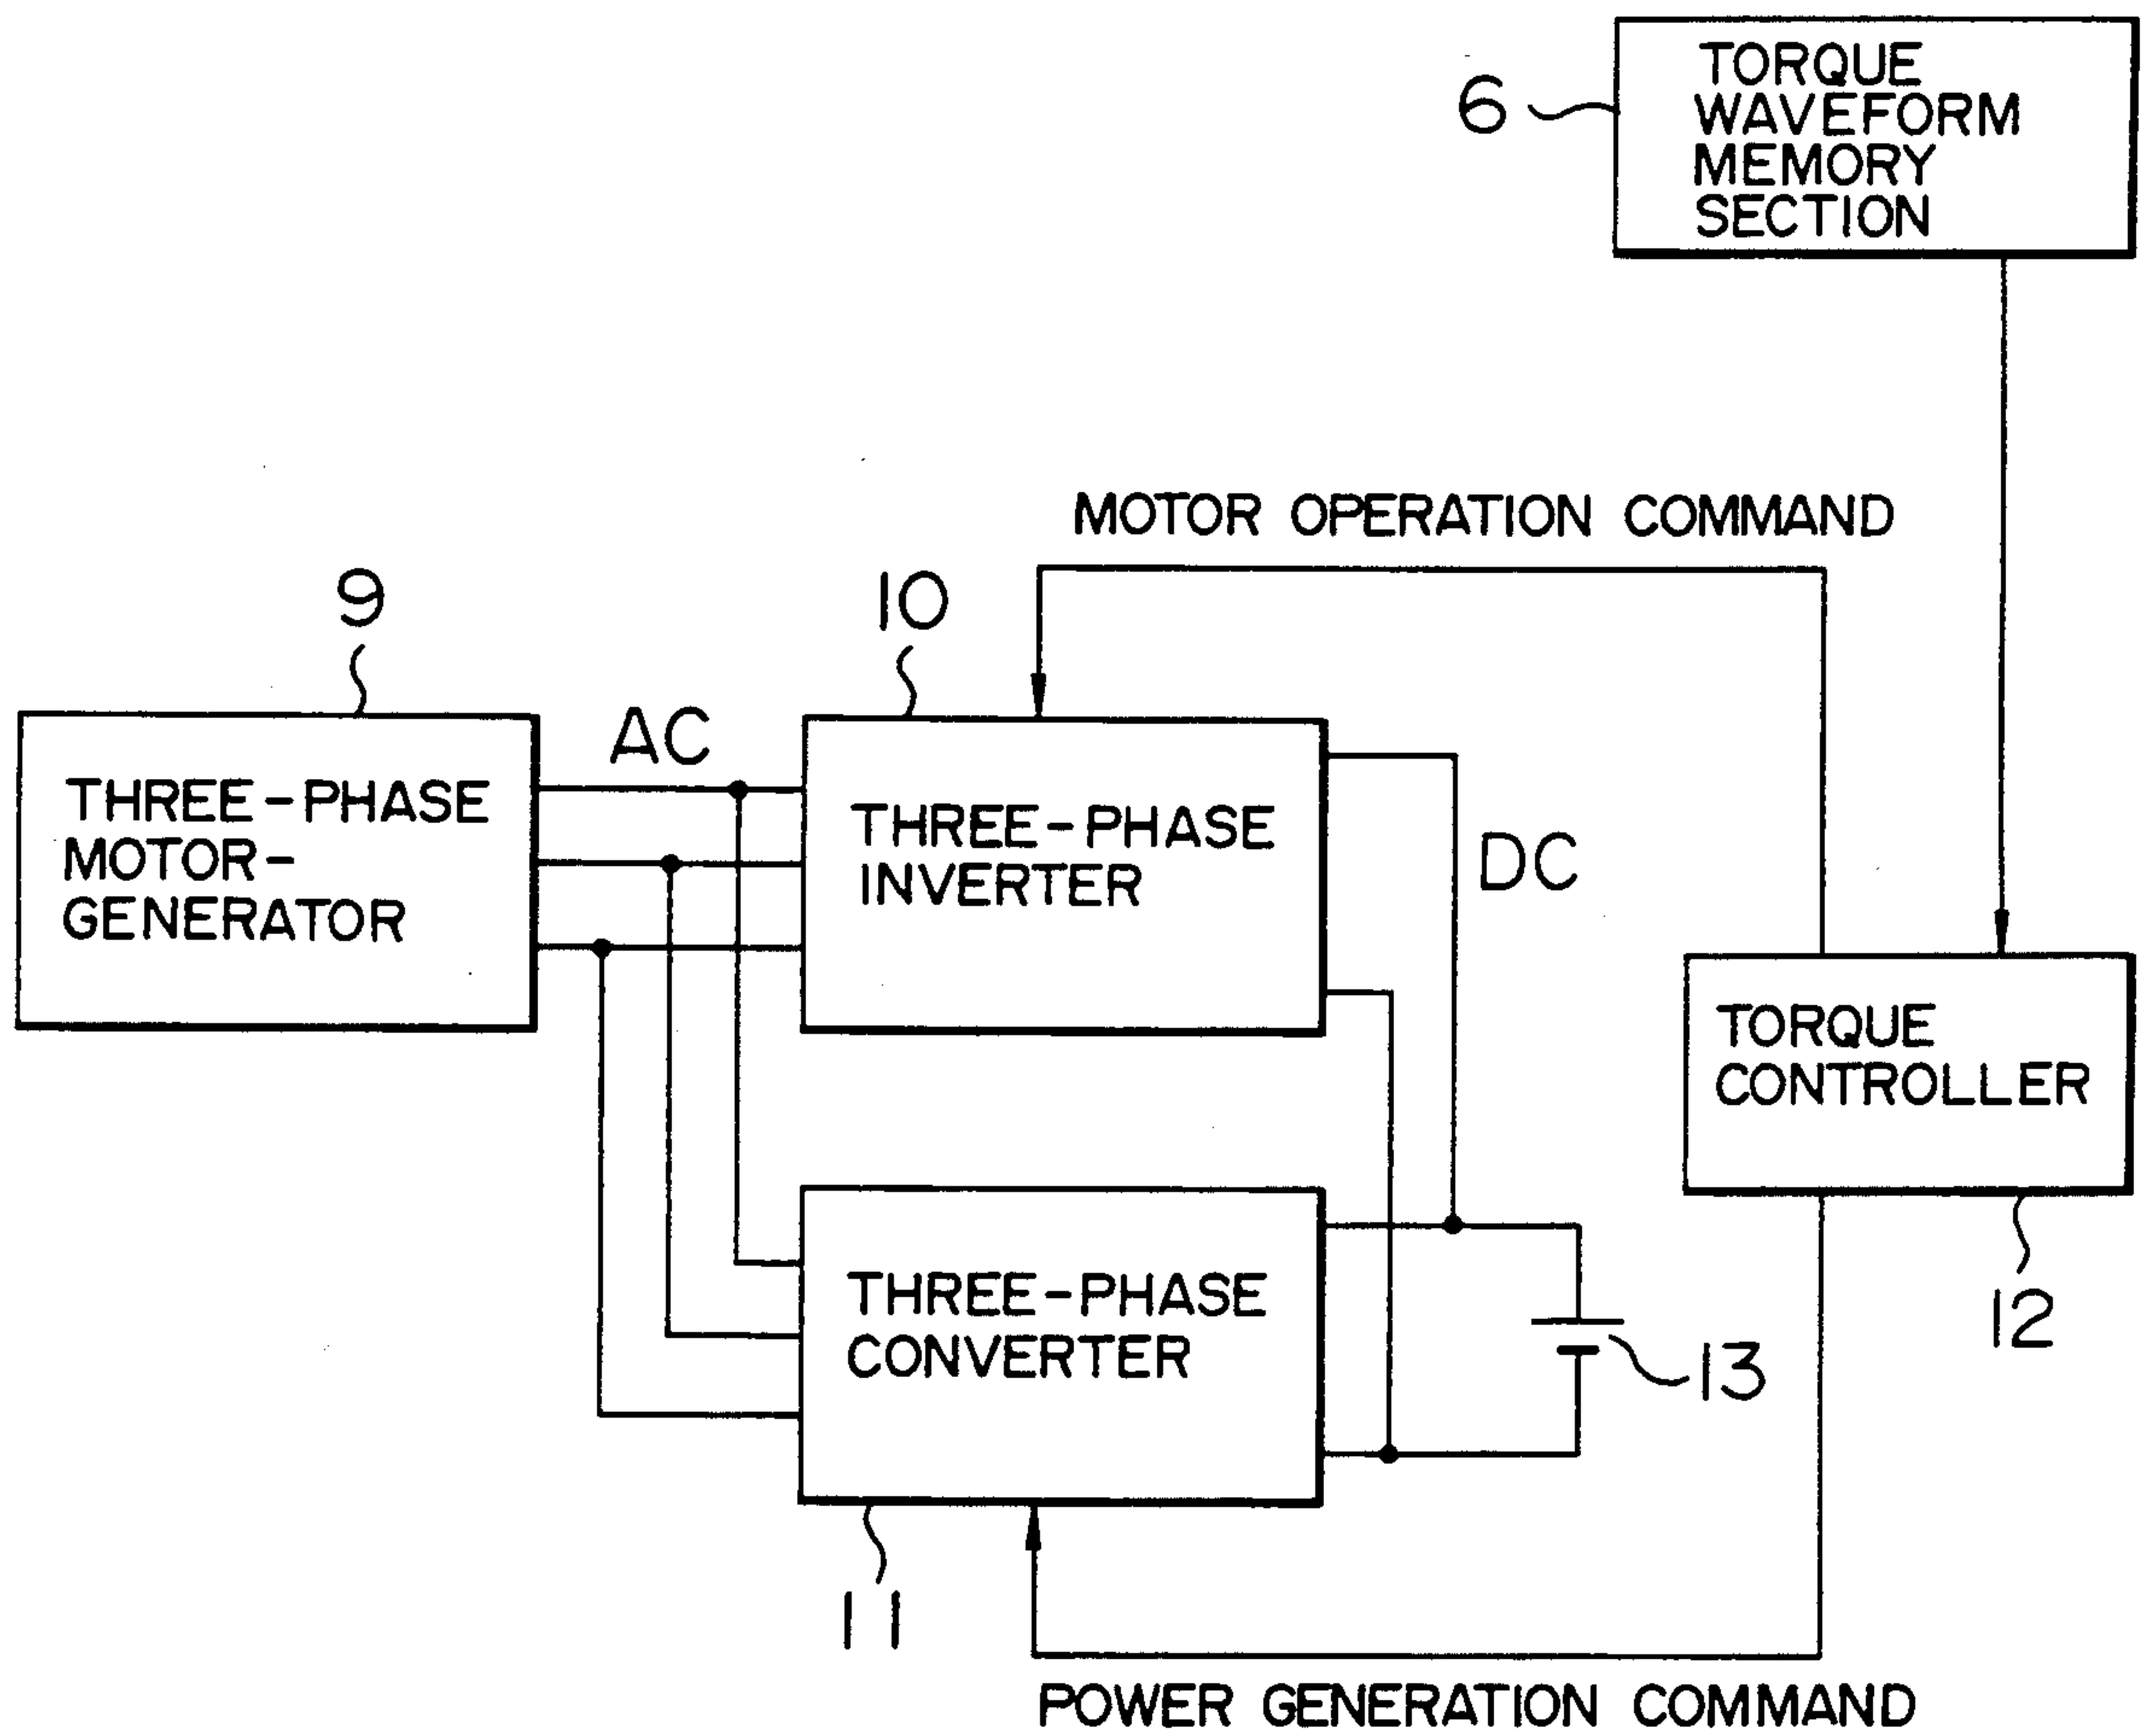 TORQUE
WAVEFORM
MEMORY
SECTION
6
MOTOR OPERATION COMMAND
9
10
AC
THREE-PHASE
MOTOR-
GENERATOR
THREE-PHASE
INVERTER
DC
TORQUE
CONTROLLER
THREE-PHASE
CONVERTER
12
13
11
POWER GENERATION COMMAND